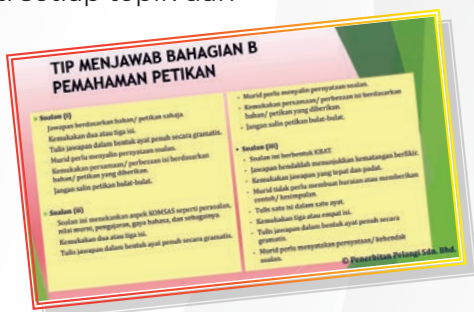 TIP MENJAWAB BAHAGIAN B
PEMAHAMAN PETIKAN
Soalan (i)
Jawapan berdasarkan bahan/ petikan sahaja.
Kemukakan dua atau tiga isi.
Tulis jawapan dalam bentuk ayat penuh secara gramatis.
Murid perlu menyalin pernyataan soalan.
Kemukakan persamaan/ perbezaan isi berdasarkan
bahan/ petikan yang diberikan.
Jangan salin petikan bulat-bulat.
Soalan (ii)
Soalan ini menekankan aspek KOMSAS seperti persoalan,
nilai murni, pengajaran, gaya bahasa, dan sebagainya.
Kemukakan dua atau tiga isi.
Tulis jawapan dalam bentuk ayat penuh secara gramatis.
- Murid perlu menyalin pernyataan soalan.
- Kemukakan persamaan/ perbezaan isi berdasarkan
bahan/ petikan yang diberikan.
- Jangan salin petikan bulat-bulat.
Soalan (iii)
- Soalan ini berbentuk KBAT.
- Jawapan hendaklah menunjukkan kematangan berfikir.
- Kemukakan jawapan yang tepat dan padat.
- Murid tidak perlu membuat huraian atau memberikan
contoh/ kesimpulan.
- Tulis satu isi dalam satu ayat.
- Kemukakan tiga atau empat isi.
- Tulis jawapan dalam bentuk ayat penuh secara
gramatis.
- Murid perlu menyatakan pernyataan/ kehendak
soalan.
© Penerbitan Pelangi Sdn. Bhd.